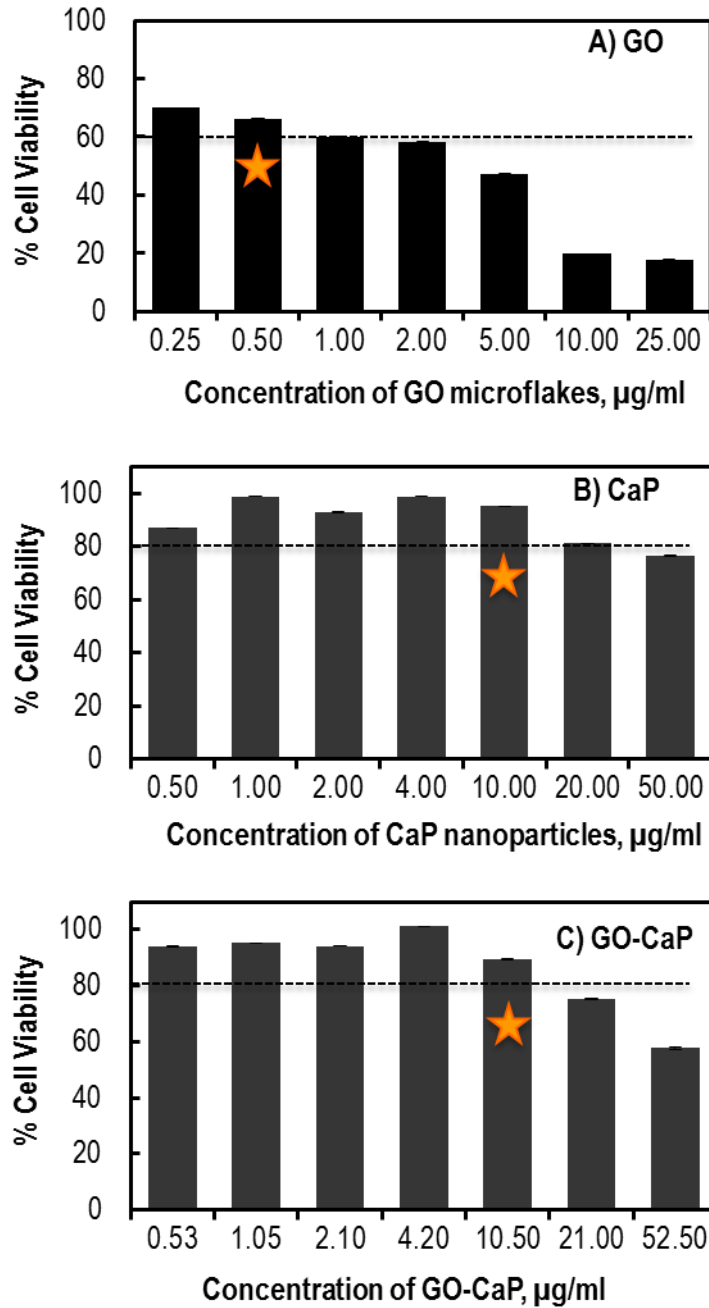 A) GO
% Cell Viability
100
80
60
40
20
0
0.25 0.50 1.00 2.00 5.00 10.00 25.00
Concentration of GO microflakes, µg/ml
B) CaP
% Cell Viability
100
80
60
40
20
0
0.50 1.00 2.00 4.00 10.00 20.00 50.00
Concentration of CaP nanoparticles, µg/ml
C) GO-CaP
% Cell Viability
100
80
60
40
20
0
0.53 1.05 2.10 4.20 10.50 21.00 52.50
Concentration of GO-CaP, µg/ml